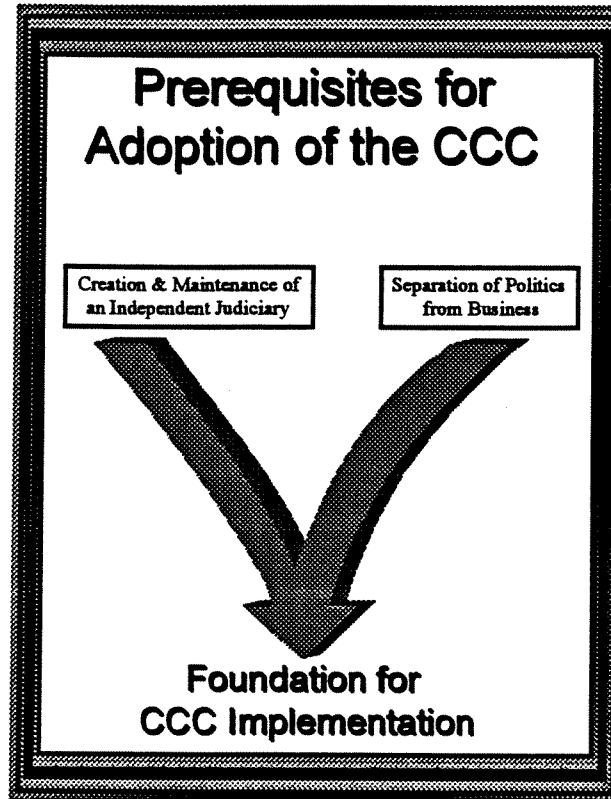 Prerequisites for
Adoption of the CCC
Creation & Maintenance of
an Independent Judiciary
Separation of Politics
from Business
Foundation for
CCC Implementation